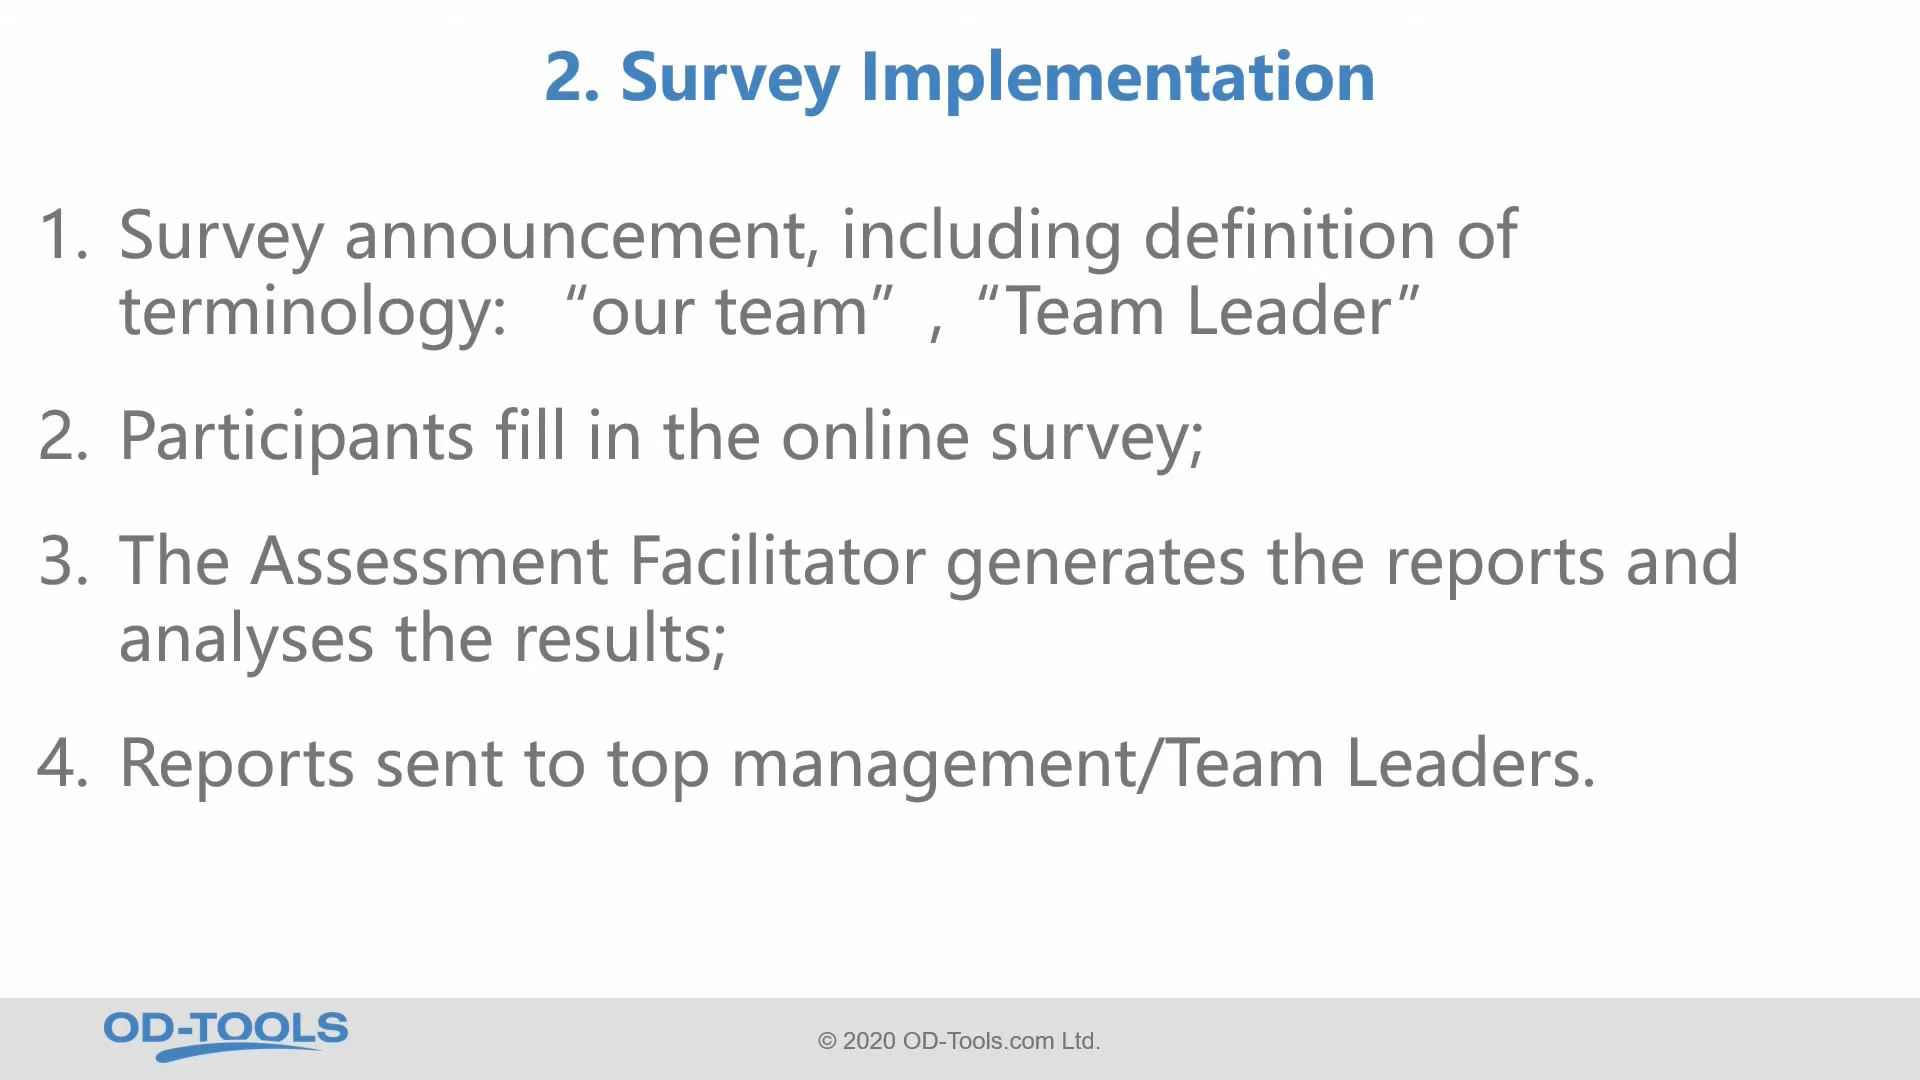 2. Survey Implementation
1. Survey announcement, including definition of
terminology: “our team”, “Team Leader”
2. Participants fill in the online survey;
3. The Assessment Facilitator generates the reports and
analyses the results;
4. Reports sent to top management/Team Leaders.
OD-TOOLS
© 2020 OD-Tools.com Ltd.